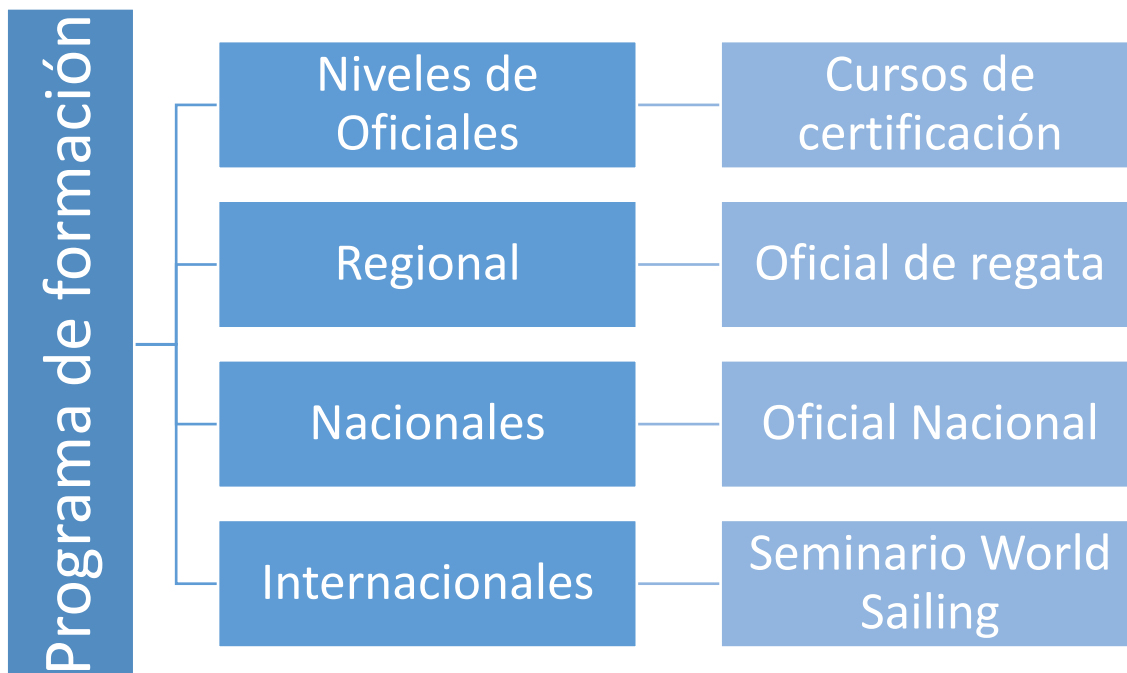 Programa de formación
Niveles de
Oficiales
Cursos de
certificación
Regional
Oficial de regata
Nacionales
Oficial Nacional
Internacionales
Seminario World
Sailing